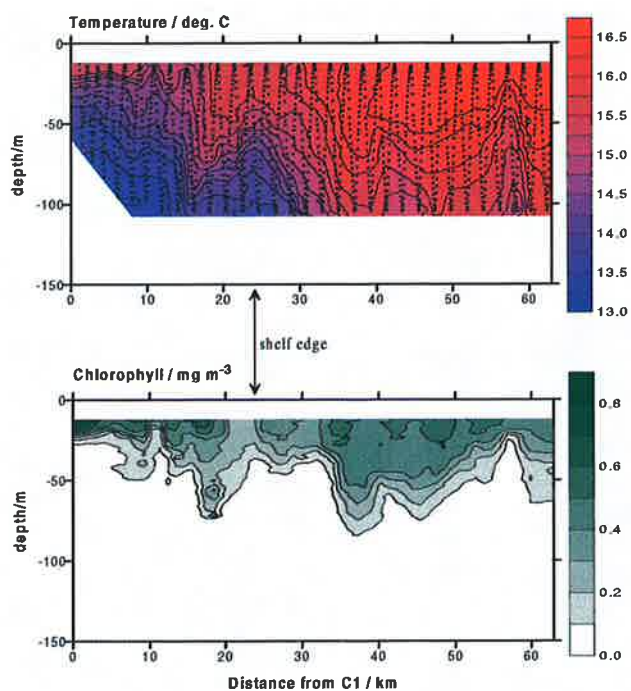 Temperature / deg. C
0
-50
-100
-150
depth/m
0 10 20 30 40 50 60
16.5
16.0
15.5
15.0
14.5
14.0
13.5
13.0
shelf edge
Chlorophyll / mg m⁻³
0
-50
-100
-150
depth/m
0 10 20 30 40 50 60
Distance from C1 / km
0.8
0.6
0.4
0.2
0.0